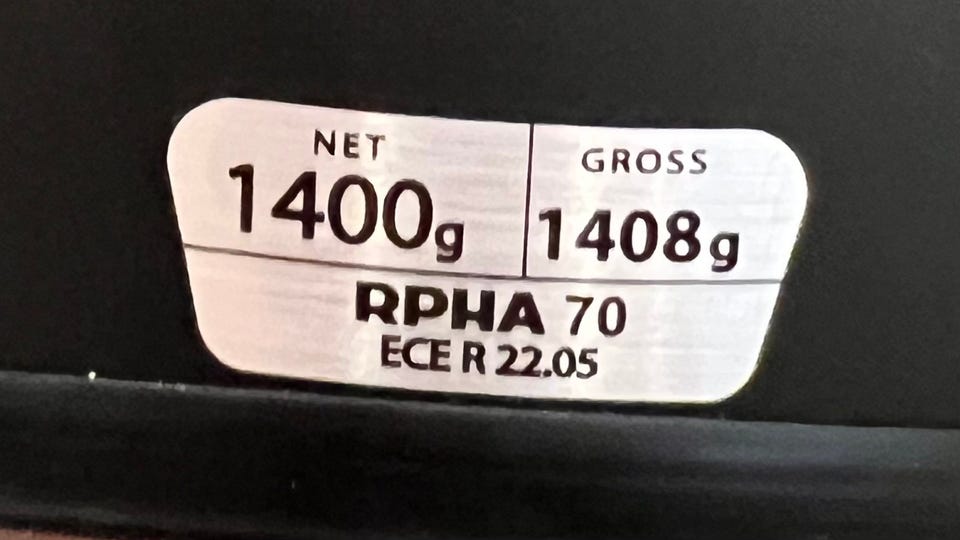 NET
1400g
GROSS
1408g
RPHA 70
ECE R 22.05